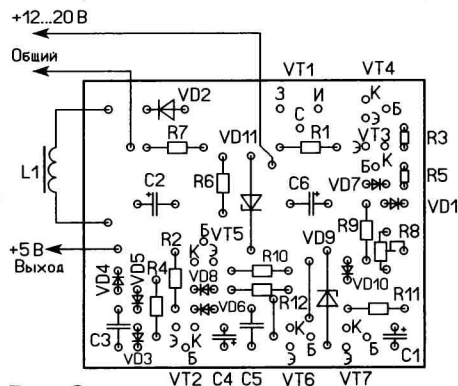 +12...20 В
Общий
VT1 VT4
З И К
VD2 Б
С Э
R7 VD11 R1 VT3 R3
Э К
L1 Б
R6 VD7 R5
C2 C6 VD1
Б R9
+5 В R2 К VT5 VD9 R8
Выход Э R10
VD4 VD5 R4 VD8 VD10
R12 R11
C3 VD6
VD3 Э К К Б К C1
Б Э Э Б
VT2 C4 C5 VT6 VT7